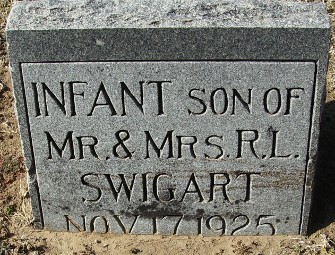 INFANT SON OF
MR. & MRS. R. L.
SWIGART
NOV. 17, 1925